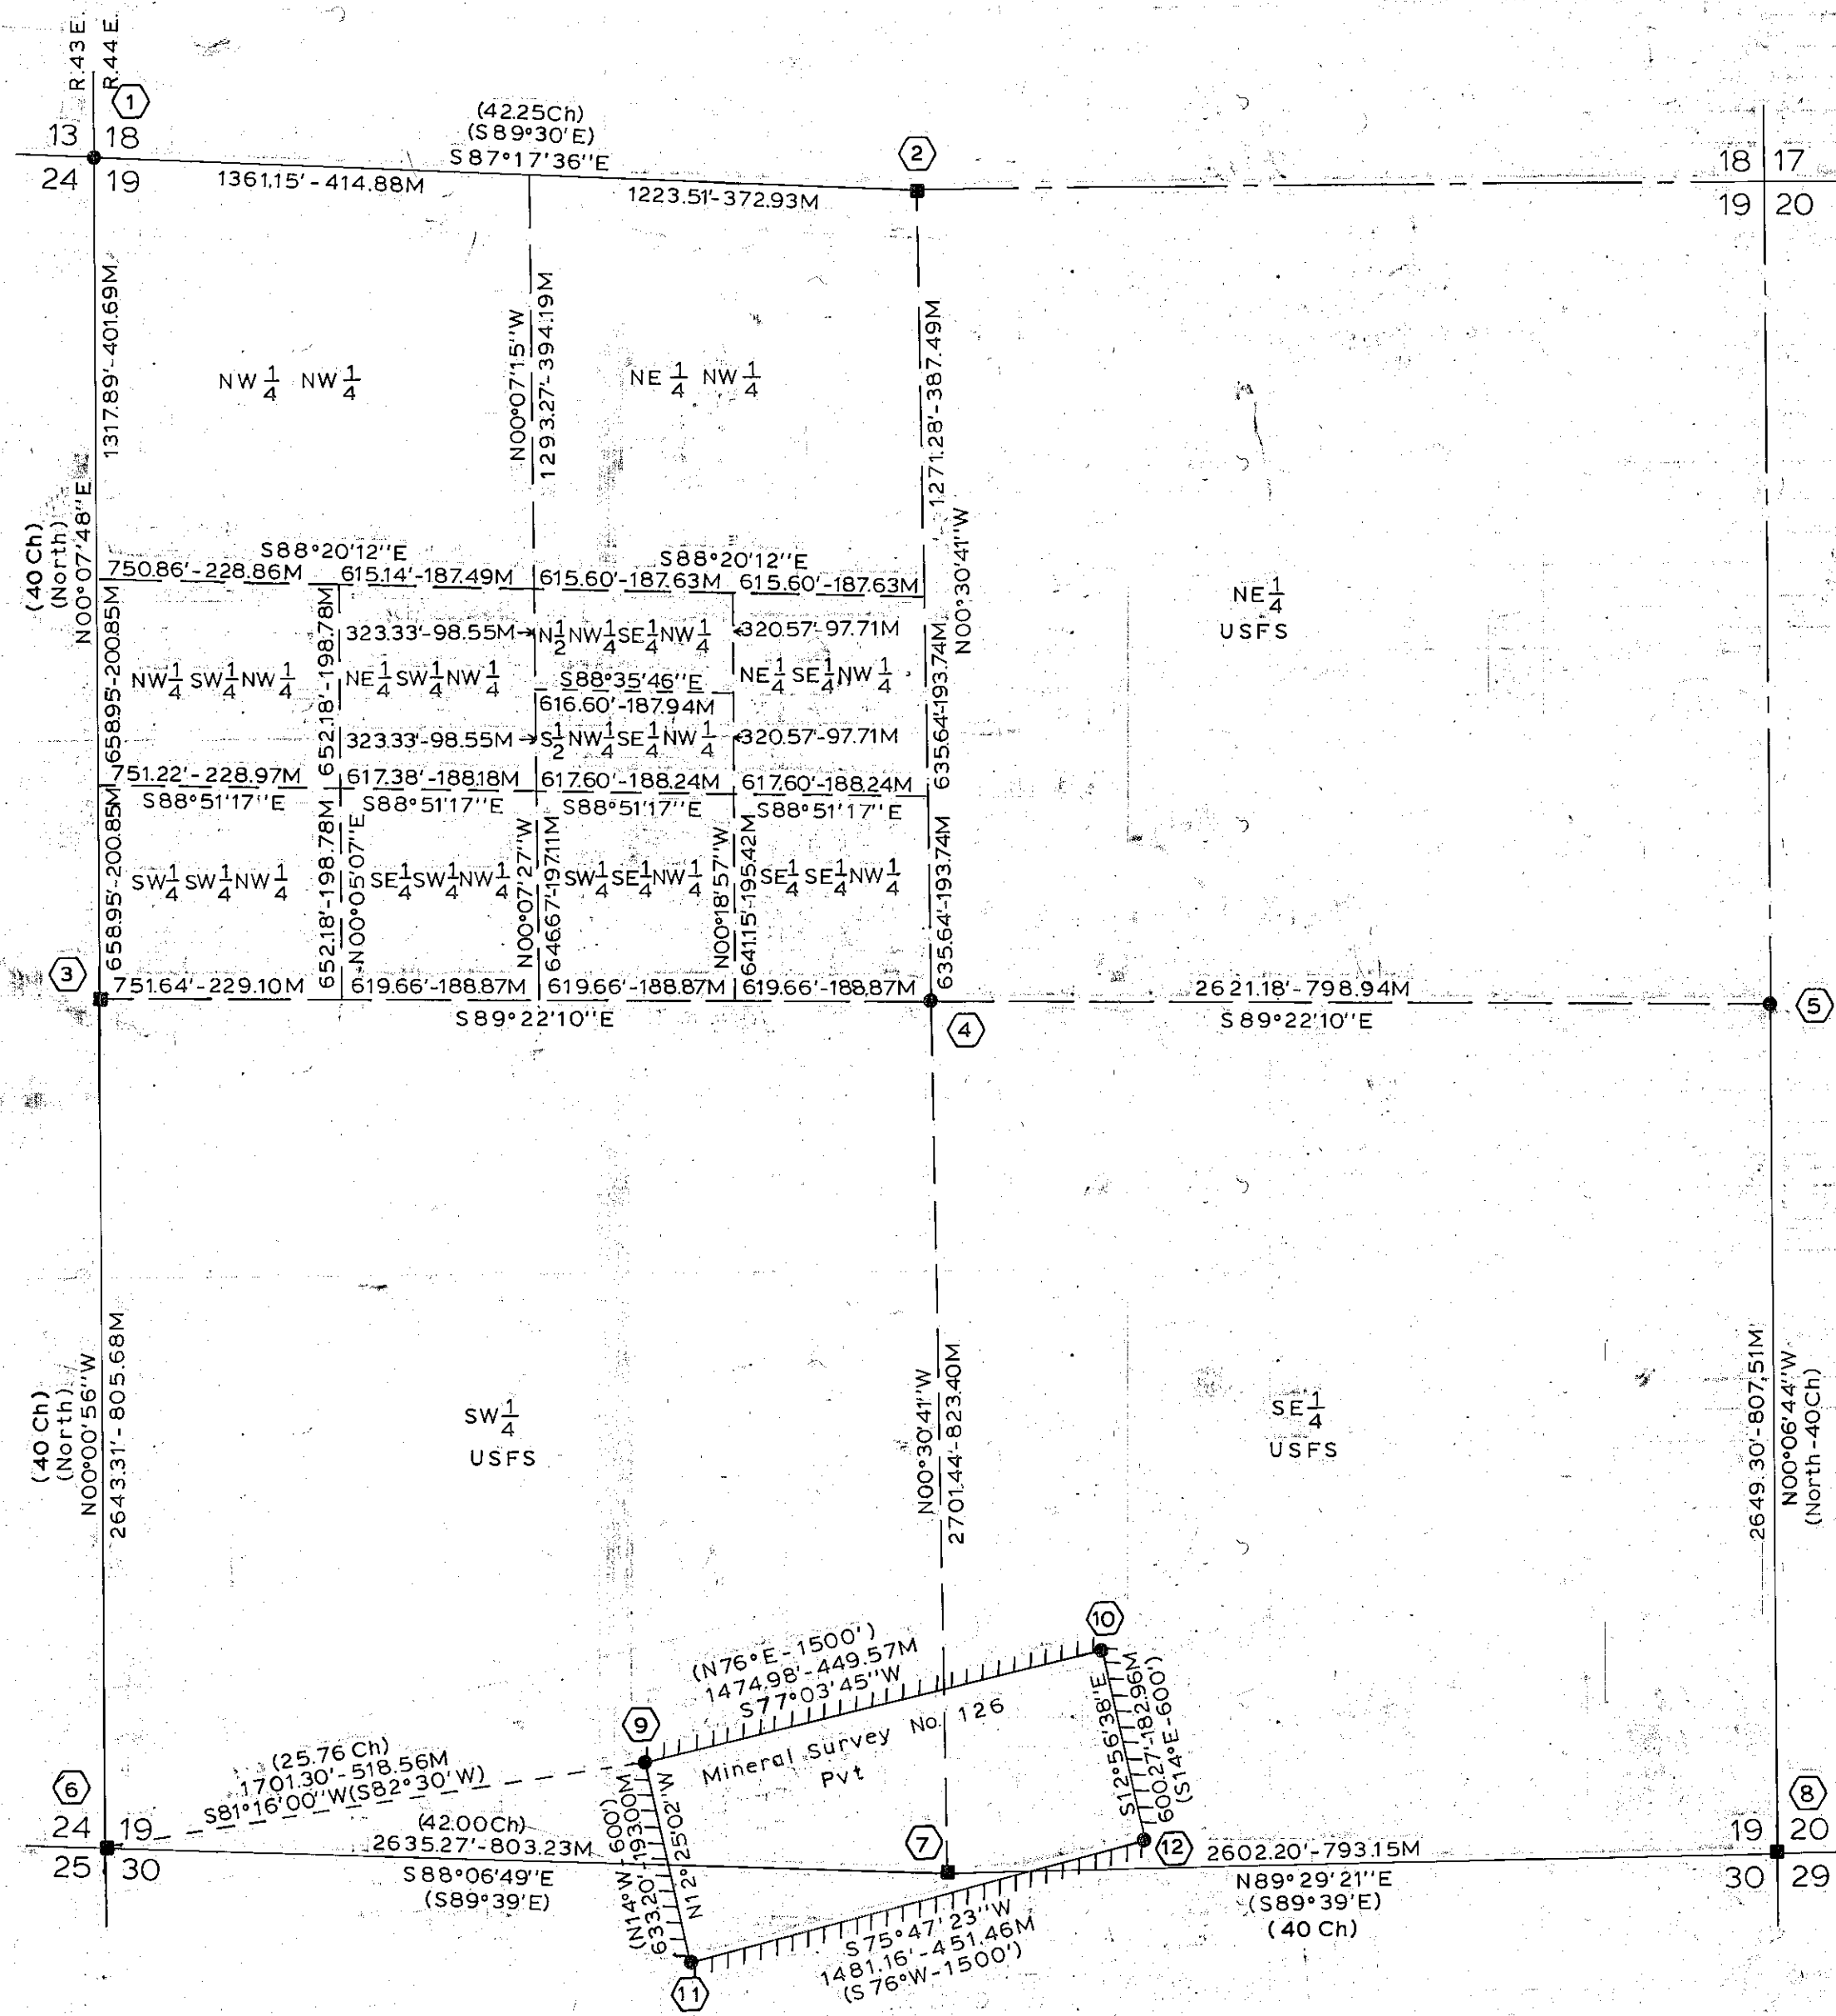 R.43E.
R.44E.
1
13 18
24 19
(42.25Ch)
(S89°30'E)
S87°17'36''E
1361.15'-414.88M
1223.51'-372.93M
2
18 17
19 20
1317.89'-401.69M
(40 Ch)
(North)
N00°07'48''E
NW 1/4 NW 1/4
N00°07'15''W
1293.27'-394.19M
NE 1/4 NW 1/4
1271.28'-387.49M
N00°30'41''W
S88°20'12''E
S88°20'12''E
750.86'-228.86M
615.14'-187.49M
615.60'-187.63M
615.60'-187.63M
658.95'-200.85M
652.18'-198.78M
323.33'-98.55M
N 1/2 NW 1/4 SE 1/4 NW 1/4
320.57'-97.71M
635.64'-193.74M
NW 1/4 SW 1/4 NW 1/4
NE 1/4 SW 1/4 NW 1/4
S88°35'46''E
616.60'-187.94M
NE 1/4 SE 1/4 NW 1/4
NE 1/4
USFS
323.33'-98.55M
S 1/2 NW 1/4 SE 1/4 NW 1/4
320.57'-97.71M
751.22'-228.97M
617.38'-188.18M
617.60'-188.24M
617.60'-188.24M
S88°51'17''E
S88°51'17''E
S88°51'17''E
S88°51'17''E
658.95'-200.85M
SW 1/4 SW 1/4 NW 1/4
652.18'-198.78M
N00°05'07''E
SE 1/4 SW 1/4 NW 1/4
N00°07'27''W
646.67'-197.11M
SW 1/4 SE 1/4 NW 1/4
N00°18'57''W
641.15'-195.42M
SE 1/4 SE 1/4 NW 1/4
635.64'-193.74M
3
751.64'-229.10M
619.66'-188.87M
619.66'-188.87M
619.66'-188.87M
S89°22'10''E
4
2621.18'-798.94M
S89°22'10''E
5
(40 Ch)
(North)
N00°00'56''W
2643.31'-805.68M
SW 1/4
USFS
N00°30'41''W
2701.44'-823.40M
SE 1/4
USFS
2649.30'-807.51M
N00°06'44''W
(North-40Ch)
(N76°E-1500')
1474.98'-449.57M
S77°03'45''W
10
9
Mineral Survey No. 126
Pvt
S12°56'38''E
600.27'-182.96M
(S14°E-600')
(25.76 Ch)
1701.30'-518.56M
S81°16'00''W(S82°30'W)
6
24 19
25 30
(42.00Ch)
2635.27'-803.23M
S88°06'49''E
(S89°39'E)
(N14°W-600')
633.20'-193.00M
N12°25'02''W
7
12
2602.20'-793.15M
N89°29'21''E
(S89°39'E)
(40 Ch)
8
19 20
30 29
S75°47'23''W
1481.16'-451.46M
(S76°W-1500')
11